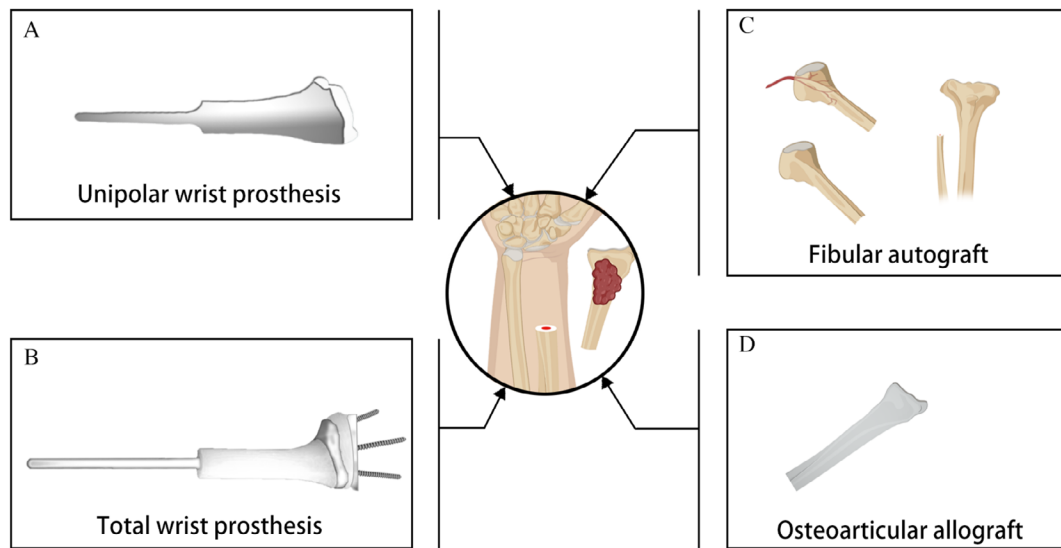 A
Unipolar wrist prosthesis
B
Total wrist prosthesis
C
Fibular autograft
D
Osteoarticular allograft